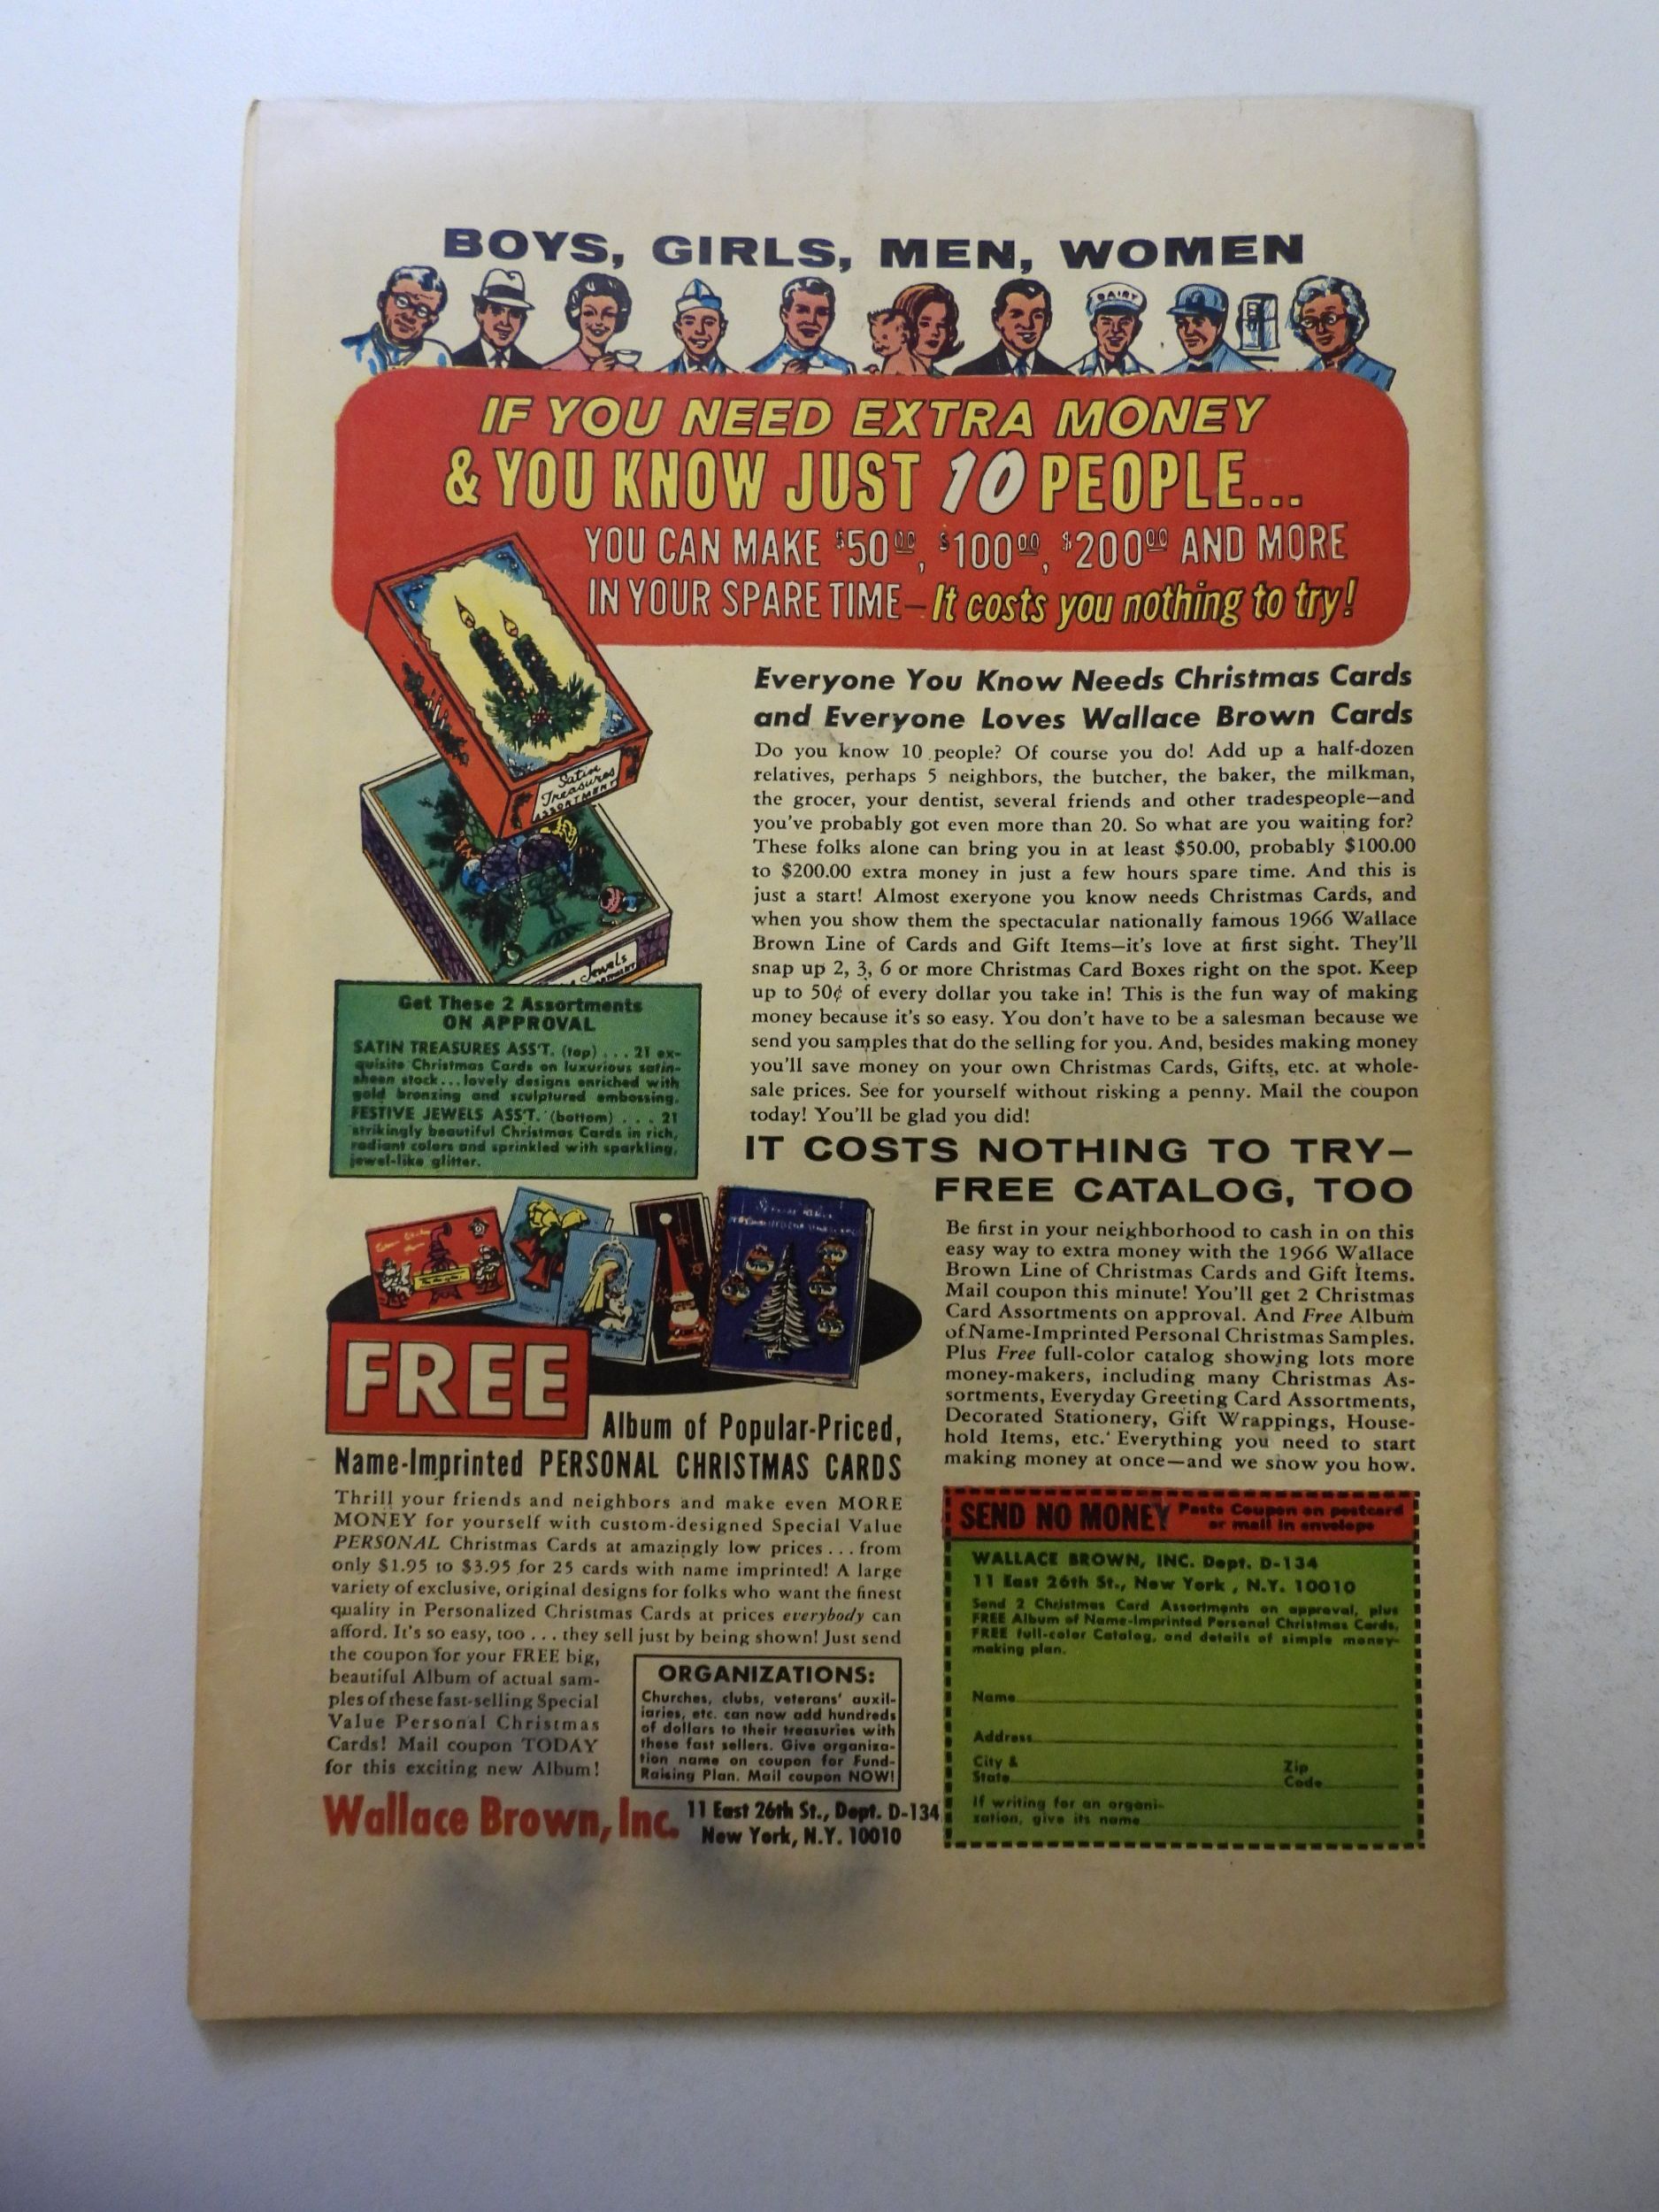 BOYS, GIRLS, MEN, WOMEN
DAIRY
IF YOU NEED EXTRA MONEY
& YOU KNOW JUST 10 PEOPLE...
YOU CAN MAKE $50.00, $100.00, $200.00 AND MORE
IN YOUR SPARE TIME—It costs you nothing to try!
Satin
Treasures
ASSORTMENT
Jewels
Everyone You Know Needs Christmas Cards
and Everyone Loves Wallace Brown Cards
Do you know 10 people? Of course you do! Add up a half-dozen
relatives, perhaps 5 neighbors, the butcher, the baker, the milkman,
the grocer, your dentist, several friends and other tradespeople—and
you've probably got even more than 20. So what are you waiting for?
These folks alone can bring you in at least $50.00, probably $100.00
to $200.00 extra money in just a few hours spare time. And this is
just a start! Almost exeryone you know needs Christmas Cards, and
when you show them the spectacular nationally famous 1966 Wallace
Brown Line of Cards and Gift Items—it's love at first sight. They'll
snap up 2, 3, 6 or more Christmas Card Boxes right on the spot. Keep
up to 50¢ of every dollar you take in! This is the fun way of making
money because it's so easy. You don't have to be a salesman because we
send you samples that do the selling for you. And, besides making money
you'll save money on your own Christmas Cards, Gifts, etc. at whole-
sale prices. See for yourself without risking a penny. Mail the coupon
today! You'll be glad you did!
Get These 2 Assortments
ON APPROVAL
SATIN TREASURES ASS'T. (top) . . . 21 ex-
quisite Christmas Cards on luxurious satin-
sheen stock...lovely designs enriched with
gold bronzing and sculptured embossing.
FESTIVE JEWELS ASS'T. (bottom) . . . 21
strikingly beautiful Christmas Cards in rich,
radiant colors and sprinkled with sparkling,
jewel-like glitter.
IT COSTS NOTHING TO TRY—
FREE CATALOG, TOO
Be first in your neighborhood to cash in on this
easy way to extra money with the 1966 Wallace
Brown Line of Christmas Cards and Gift Items.
Mail coupon this minute! You'll get 2 Christmas
Card Assortments on approval. And Free Album
of Name-Imprinted Personal Christmas Samples.
Plus Free full-color catalog showing lots more
money-makers, including many Christmas As-
sortments, Everyday Greeting Card Assortments,
Decorated Stationery, Gift Wrappings, House-
hold Items, etc. Everything you need to start
making money at once—and we show you how.
FREE
Album of Popular-Priced,
Name-Imprinted PERSONAL CHRISTMAS CARDS
Thrill your friends and neighbors and make even MORE
MONEY for yourself with custom-designed Special Value
PERSONAL Christmas Cards at amazingly low prices . . . from
only $1.95 to $3.95 for 25 cards with name imprinted! A large
variety of exclusive, original designs for folks who want the finest
quality in Personalized Christmas Cards at prices everybody can
afford. It's so easy, too . . . they sell just by being shown! Just send
the coupon for your FREE big,
beautiful Album of actual sam-
ples of these fast-selling Special
Value Personal Christmas
Cards! Mail coupon TODAY
for this exciting new Album!
ORGANIZATIONS:
Churches, clubs, veterans' auxil-
iaries, etc. can now add hundreds
of dollars to their treasuries with
these fast sellers. Give organiza-
tion name on coupon for Fund-
Raising Plan. Mail coupon NOW!
Wallace Brown, Inc.
11 East 26th St., Dept. D-134
New York, N.Y. 10010
SEND NO MONEY
Paste Coupon on postcard
or mail in envelope
WALLACE BROWN, INC. Dept. D-134
11 East 26th St., New York, N.Y. 10010
Send 2 Christmas Card Assortments on approval, plus
FREE Album of Name-Imprinted Personal Christmas Cards,
FREE full-color Catalog, and details of simple money-
making plan.
Name
Address
City &
State
Zip
Code
If writing for an organi-
zation, give its name